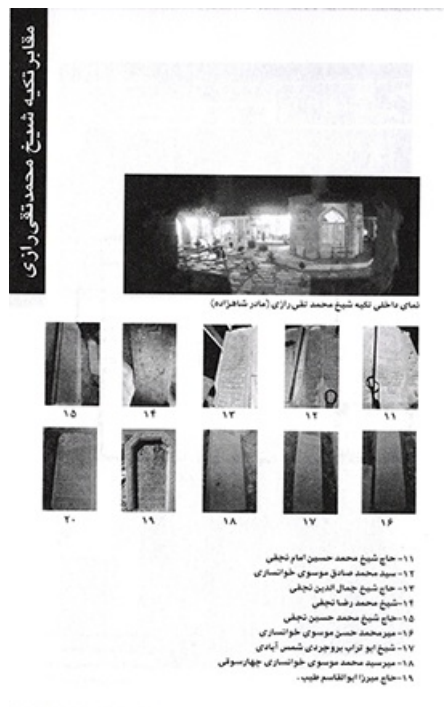 مقابر تکیه شیخ محمدتقی رازی
نمای داخلی تکیه شیخ محمد تقی رازی (مادر شاهزاده)
۱۱
۱۲
۱۳
۱۴
۱۵
۱۶
۱۷
۱۸
۱۹
۲۰
۱۱- حاج شیخ محمد حسین امام نجفی
۱۲- سید محمد صادق موسوی خوانساری
۱۳- حاج شیخ جمال الدین نجفی
۱۴- شیخ محمد رضا نجفی
۱۵- حاج شیخ محمد حسین نجفی
۱۶- میرمحمد حسن موسوی خوانساری
۱۷- شیخ ابو تراب بروجردی شمس آبادی
۱۸- میرسید محمد موسوی خوانساری چهارسوقی
۱۹- حاج میرزا ابوالقاسم طبیب.